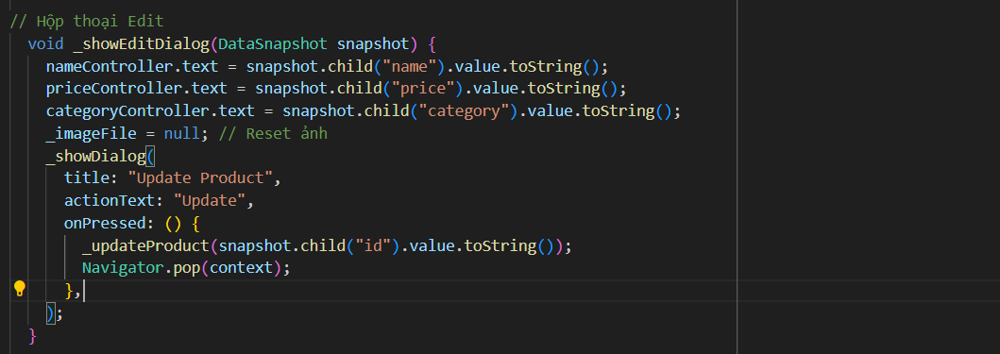 // Hộp thoại Edit
void _showEditDialog(DataSnapshot snapshot) {
nameController.text = snapshot.child("name").value.toString();
priceController.text = snapshot.child("price").value.toString();
categoryController.text = snapshot.child("category").value.toString();
_imageFile = null; // Reset ảnh
_showDialog(
title: "Update Product",
actionText: "Update",
onPressed: () {
_updateProduct(snapshot.child("id").value.toString());
Navigator.pop(context);
},
);
}